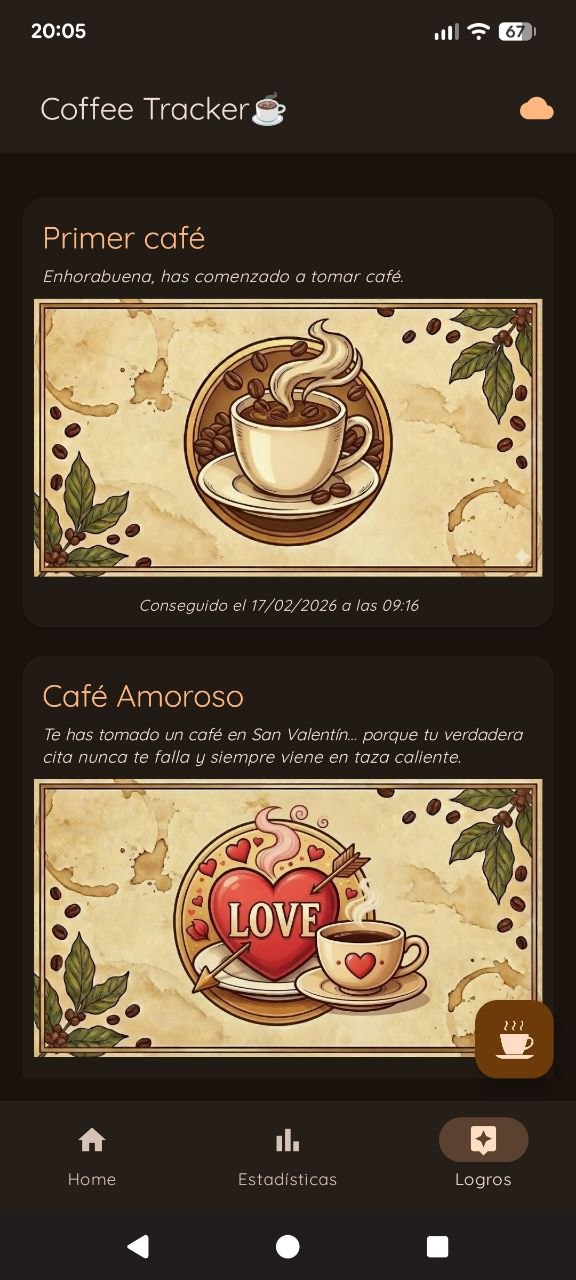 20:05
67
Coffee Tracker☕
Primer café
Enhorabuena, has comenzado a tomar café.
Conseguido el 17/02/2026 a las 09:16
Café Amoroso
Te has tomado un café en San Valentín... porque tu verdadera
cita nunca te falla y siempre viene en taza caliente.
LOVE
Home
Estadísticas
Logros